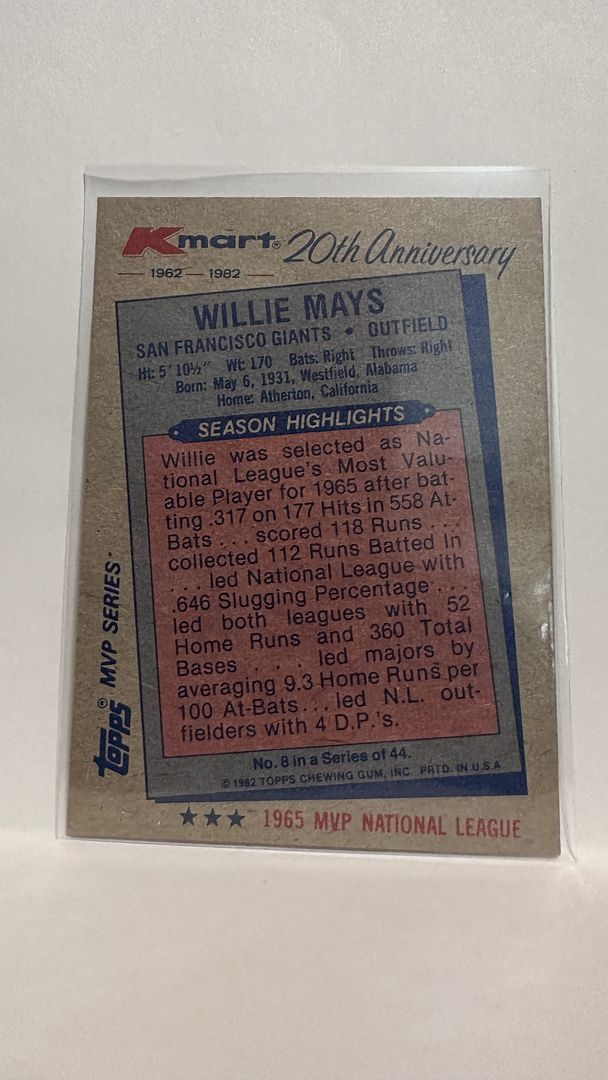 Kmart® 20th Anniversary
1962 — 1982
WILLIE MAYS
SAN FRANCISCO GIANTS • OUTFIELD
Ht: 5' 10½" Wt: 170 Bats: Right Throws: Right
Born: May 6, 1931, Westfield, Alabama
Home: Atherton, California
SEASON HIGHLIGHTS
Willie was selected as Na-
tional League's Most Valu-
able Player for 1965 after bat-
ting .317 on 177 Hits in 558 At-
Bats . . . scored 118 Runs . . .
collected 112 Runs Batted In
. . . led National League with
.646 Slugging Percentage . . .
led both leagues with 52
Home Runs and 360 Total
Bases . . . . led majors by
averaging 9.3 Home Runs per
100 At-Bats . . . led N.L. out-
fielders with 4 D.P.'s.
No. 8 in a Series of 44.
© 1982 TOPPS CHEWING GUM, INC. PRTD. IN U.S.A.
topps® MVP SERIES
★★★ 1965 MVP NATIONAL LEAGUE